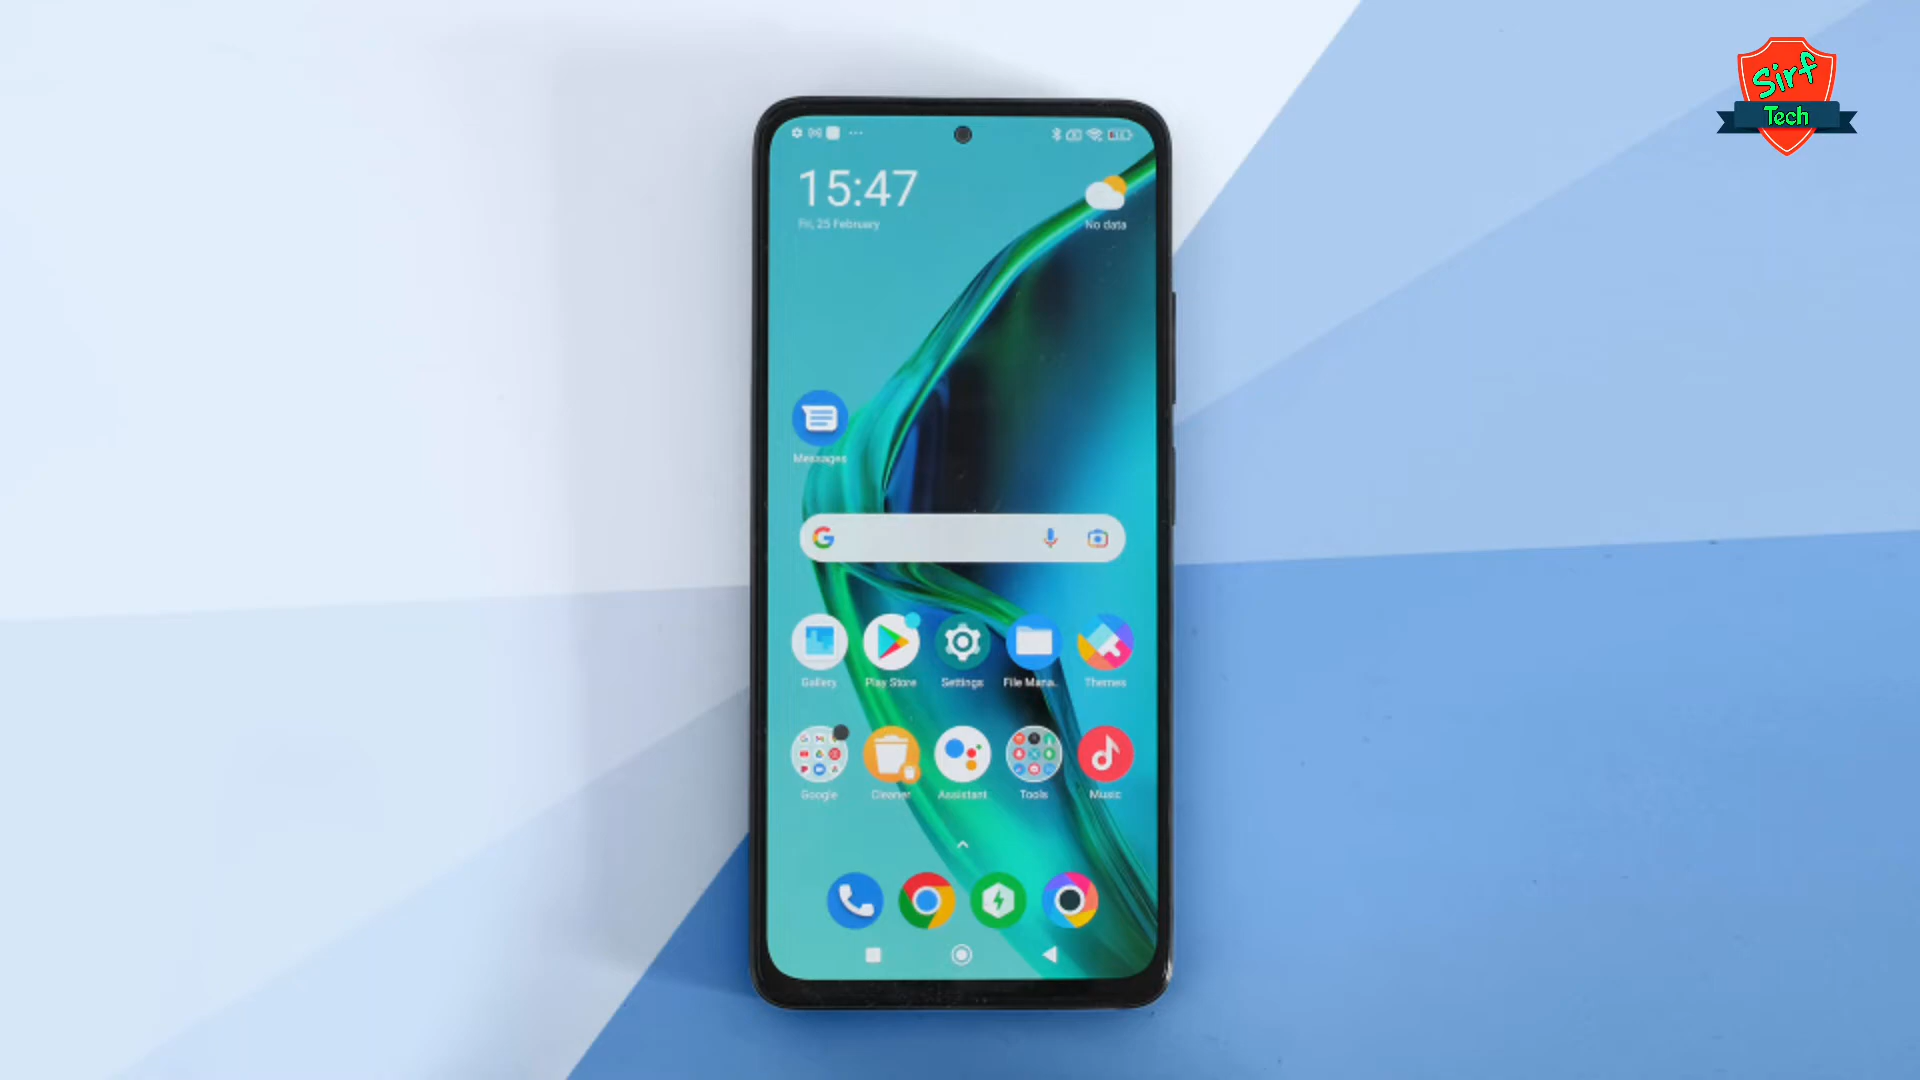 Sirf
Tech
15:47
Fri, 25 February
No data
Messages
Gallery
Play Store
Settings
File Mana..
Themes
Google
Cleaner
Assistant
Tools
Music